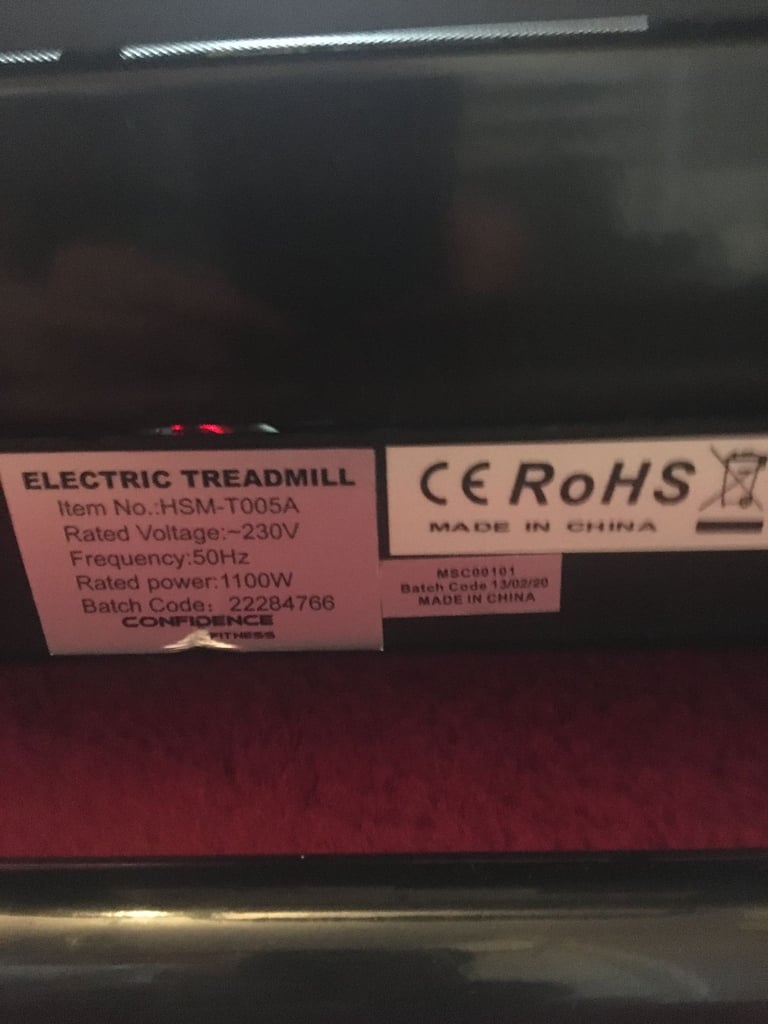 ELECTRIC TREADMILL
Item No.:HSM-T005A
Rated Voltage:~230V
Frequency:50Hz
Rated power:1100W
Batch Code: 22284766
CONFIDENCE
FITNESS
CE RoHS
MADE IN CHINA
MSC00101
Batch Code 13/02/20
MADE IN CHINA